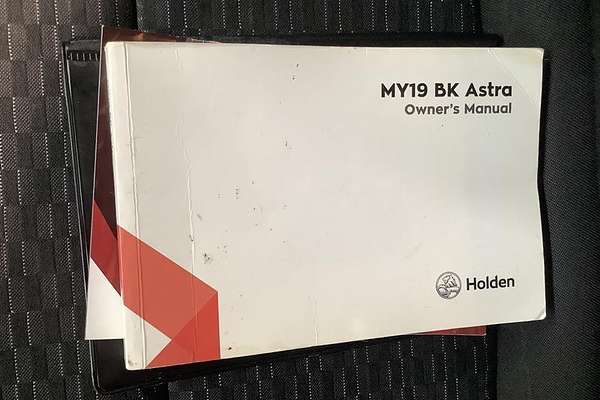 MY19 BK Astra
Owner's Manual
Holden